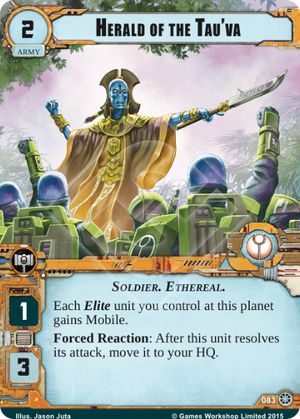 2
HERALD OF THE TAU'VA
ARMY
SOLDIER. ETHEREAL.
1
Each Elite unit you control at this planet
gains Mobile.
Forced Reaction: After this unit resolves
its attack, move it to your HQ.
3
083
Illus. Jason Juta
© Games Workshop Limited 2015